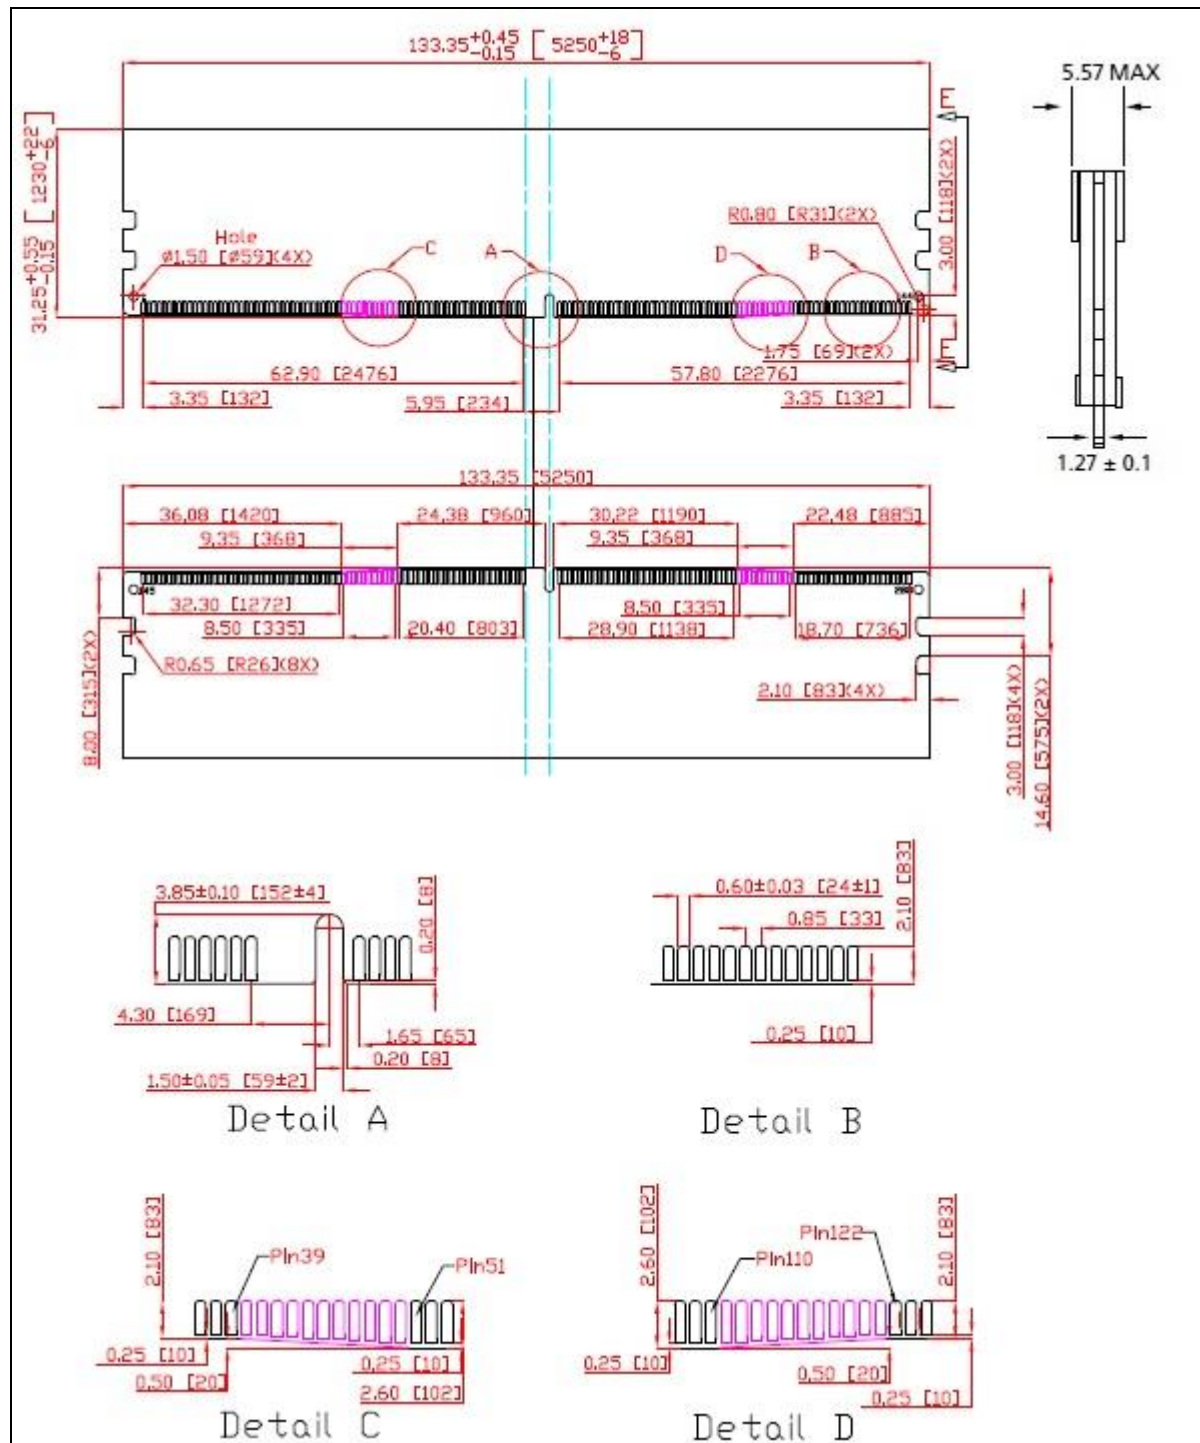 133.35+0.45-0.15 [ 5250+18-6 ]
5.57 MAX
E
31.25+0.55-0.15 [ 1230+22-6 ]
3.00 [118](2X)
R0.80 [R31](2X)
Hole
Ø1.50 [Ø59](4X)
C
A
D
B
1.75 [69](2X)
E
62.90 [2476]
57.80 [2276]
3.35 [132]
5.95 [234]
3.35 [132]
1.27 ± 0.1
133.35 [5250]
36.08 [1420]
24.38 [960]
30.22 [1190]
22.48 [885]
9.35 [368]
9.35 [368]
32.30 [1272]
8.50 [335]
8.50 [335]
20.40 [803]
28.90 [1138]
18.70 [736]
R0.65 [R26](8X)
2.10 [83](4X)
8.00 [315](2X)
3.00 [118](4X)
14.60 [575](2X)
3.85±0.10 [152±4]
0.20 [8]
4.30 [169]
1.65 [65]
0.20 [8]
1.50±0.05 [59±2]
Detail A
0.60±0.03 [24±1]
2.10 [83]
0.85 [33]
0.25 [10]
Detail B
2.10 [83]
Pin39
Pin51
0.25 [10]
0.25 [10]
0.50 [20]
2.60 [102]
Detail C
2.60 [102]
Pin122
2.10 [83]
Pin110
0.25 [10]
0.50 [20]
0.25 [10]
Detail D